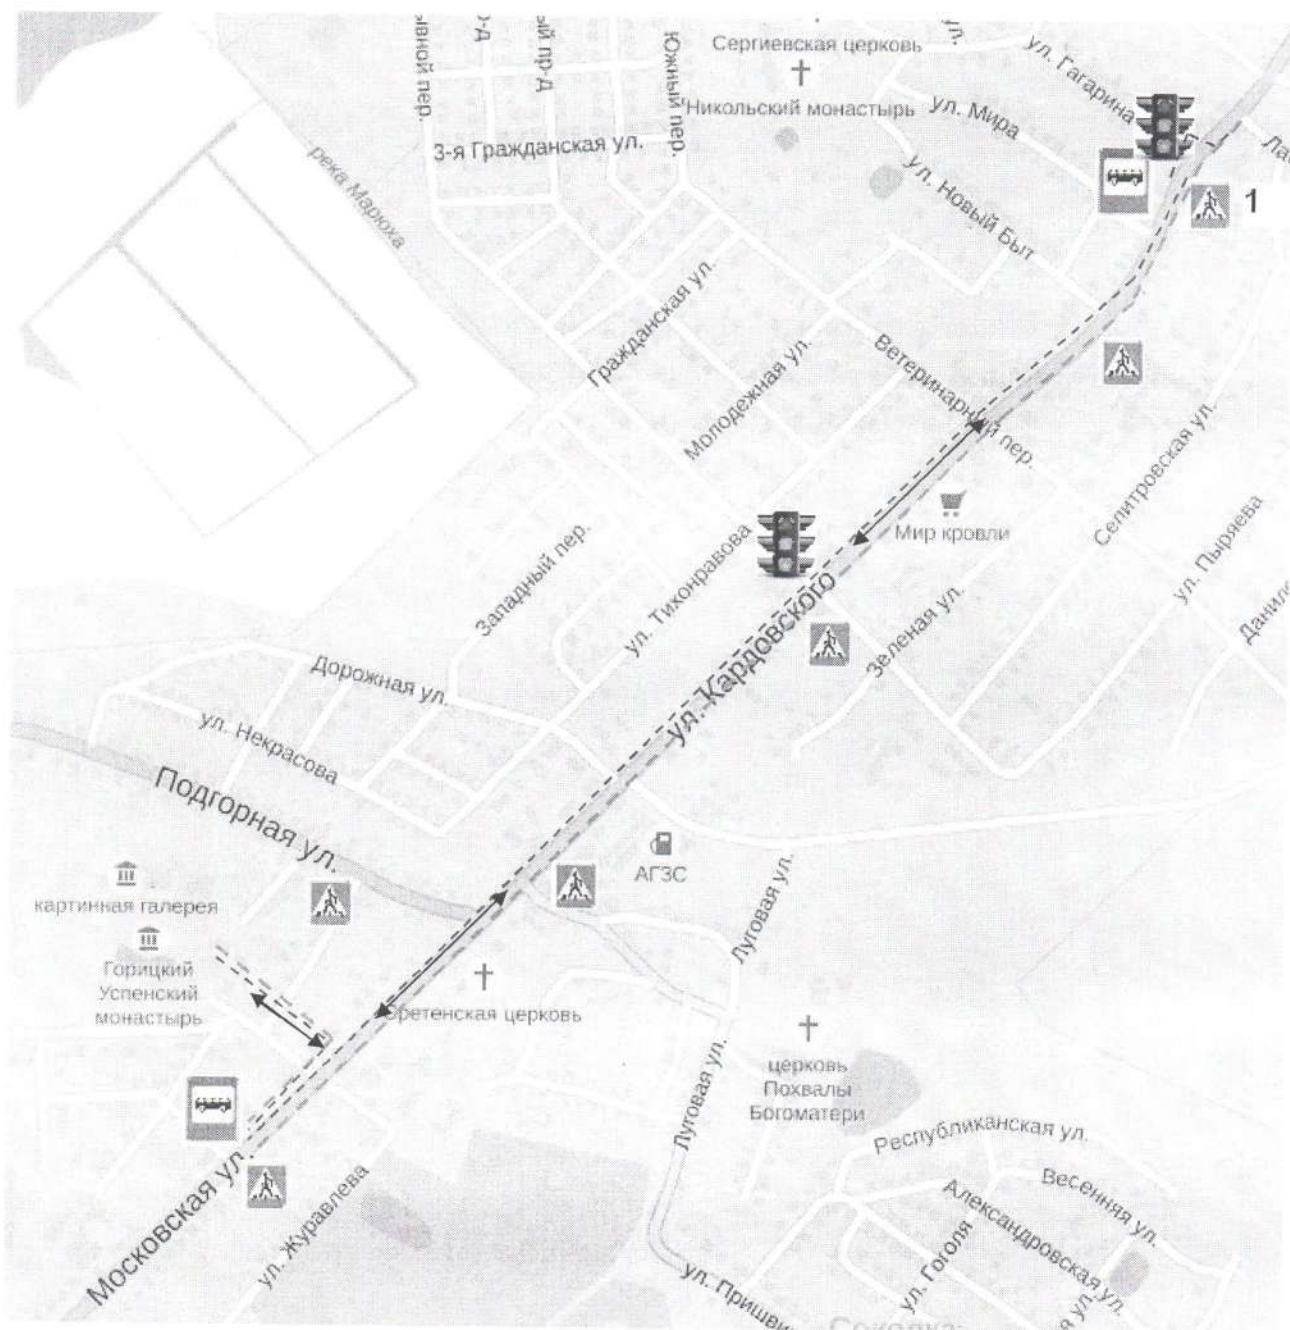 Сергиевская церковь
ул. Гагарина
Южный пер.
Никольский монастырь
ул. Мира
3-я Гражданская ул.
река Марюха
ул. Новый Быт
1
Гражданская ул.
Молодежная ул.
Ветеринарный пер.
Селитровская ул.
Мир кровли
ул. Пыряева
Западный пер.
ул. Тихонравова
ул. Кардовского
Зеленая ул.
Дорожная ул.
ул. Некрасова
Подгорная ул.
АГЗС
картинная галерея
Луговая ул.
Горицкий
Успенский
монастырь
Сретенская церковь
церковь
Похвалы
Богоматери
Луговая ул.
Республиканская ул.
Весенняя ул.
Александровская ул.
Московская ул.
ул. Журавлева
ул. Гоголя